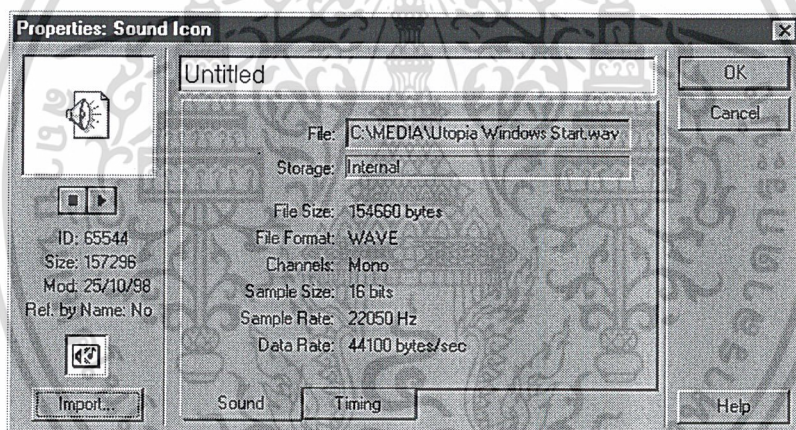 Properties: Sound Icon
Untitled
OK
Cancel
File: C:\MEDIA\Utopia Windows Start.wav
Storage: Internal
File Size: 154660 bytes
File Format: WAVE
Channels: Mono
Sample Size: 16 bits
Sample Rate: 22050 Hz
Data Rate: 44100 bytes/sec
ID: 65544
Size: 157296
Mod: 25/10/98
Ref. by Name: No
Import...
Sound
Timing
Help